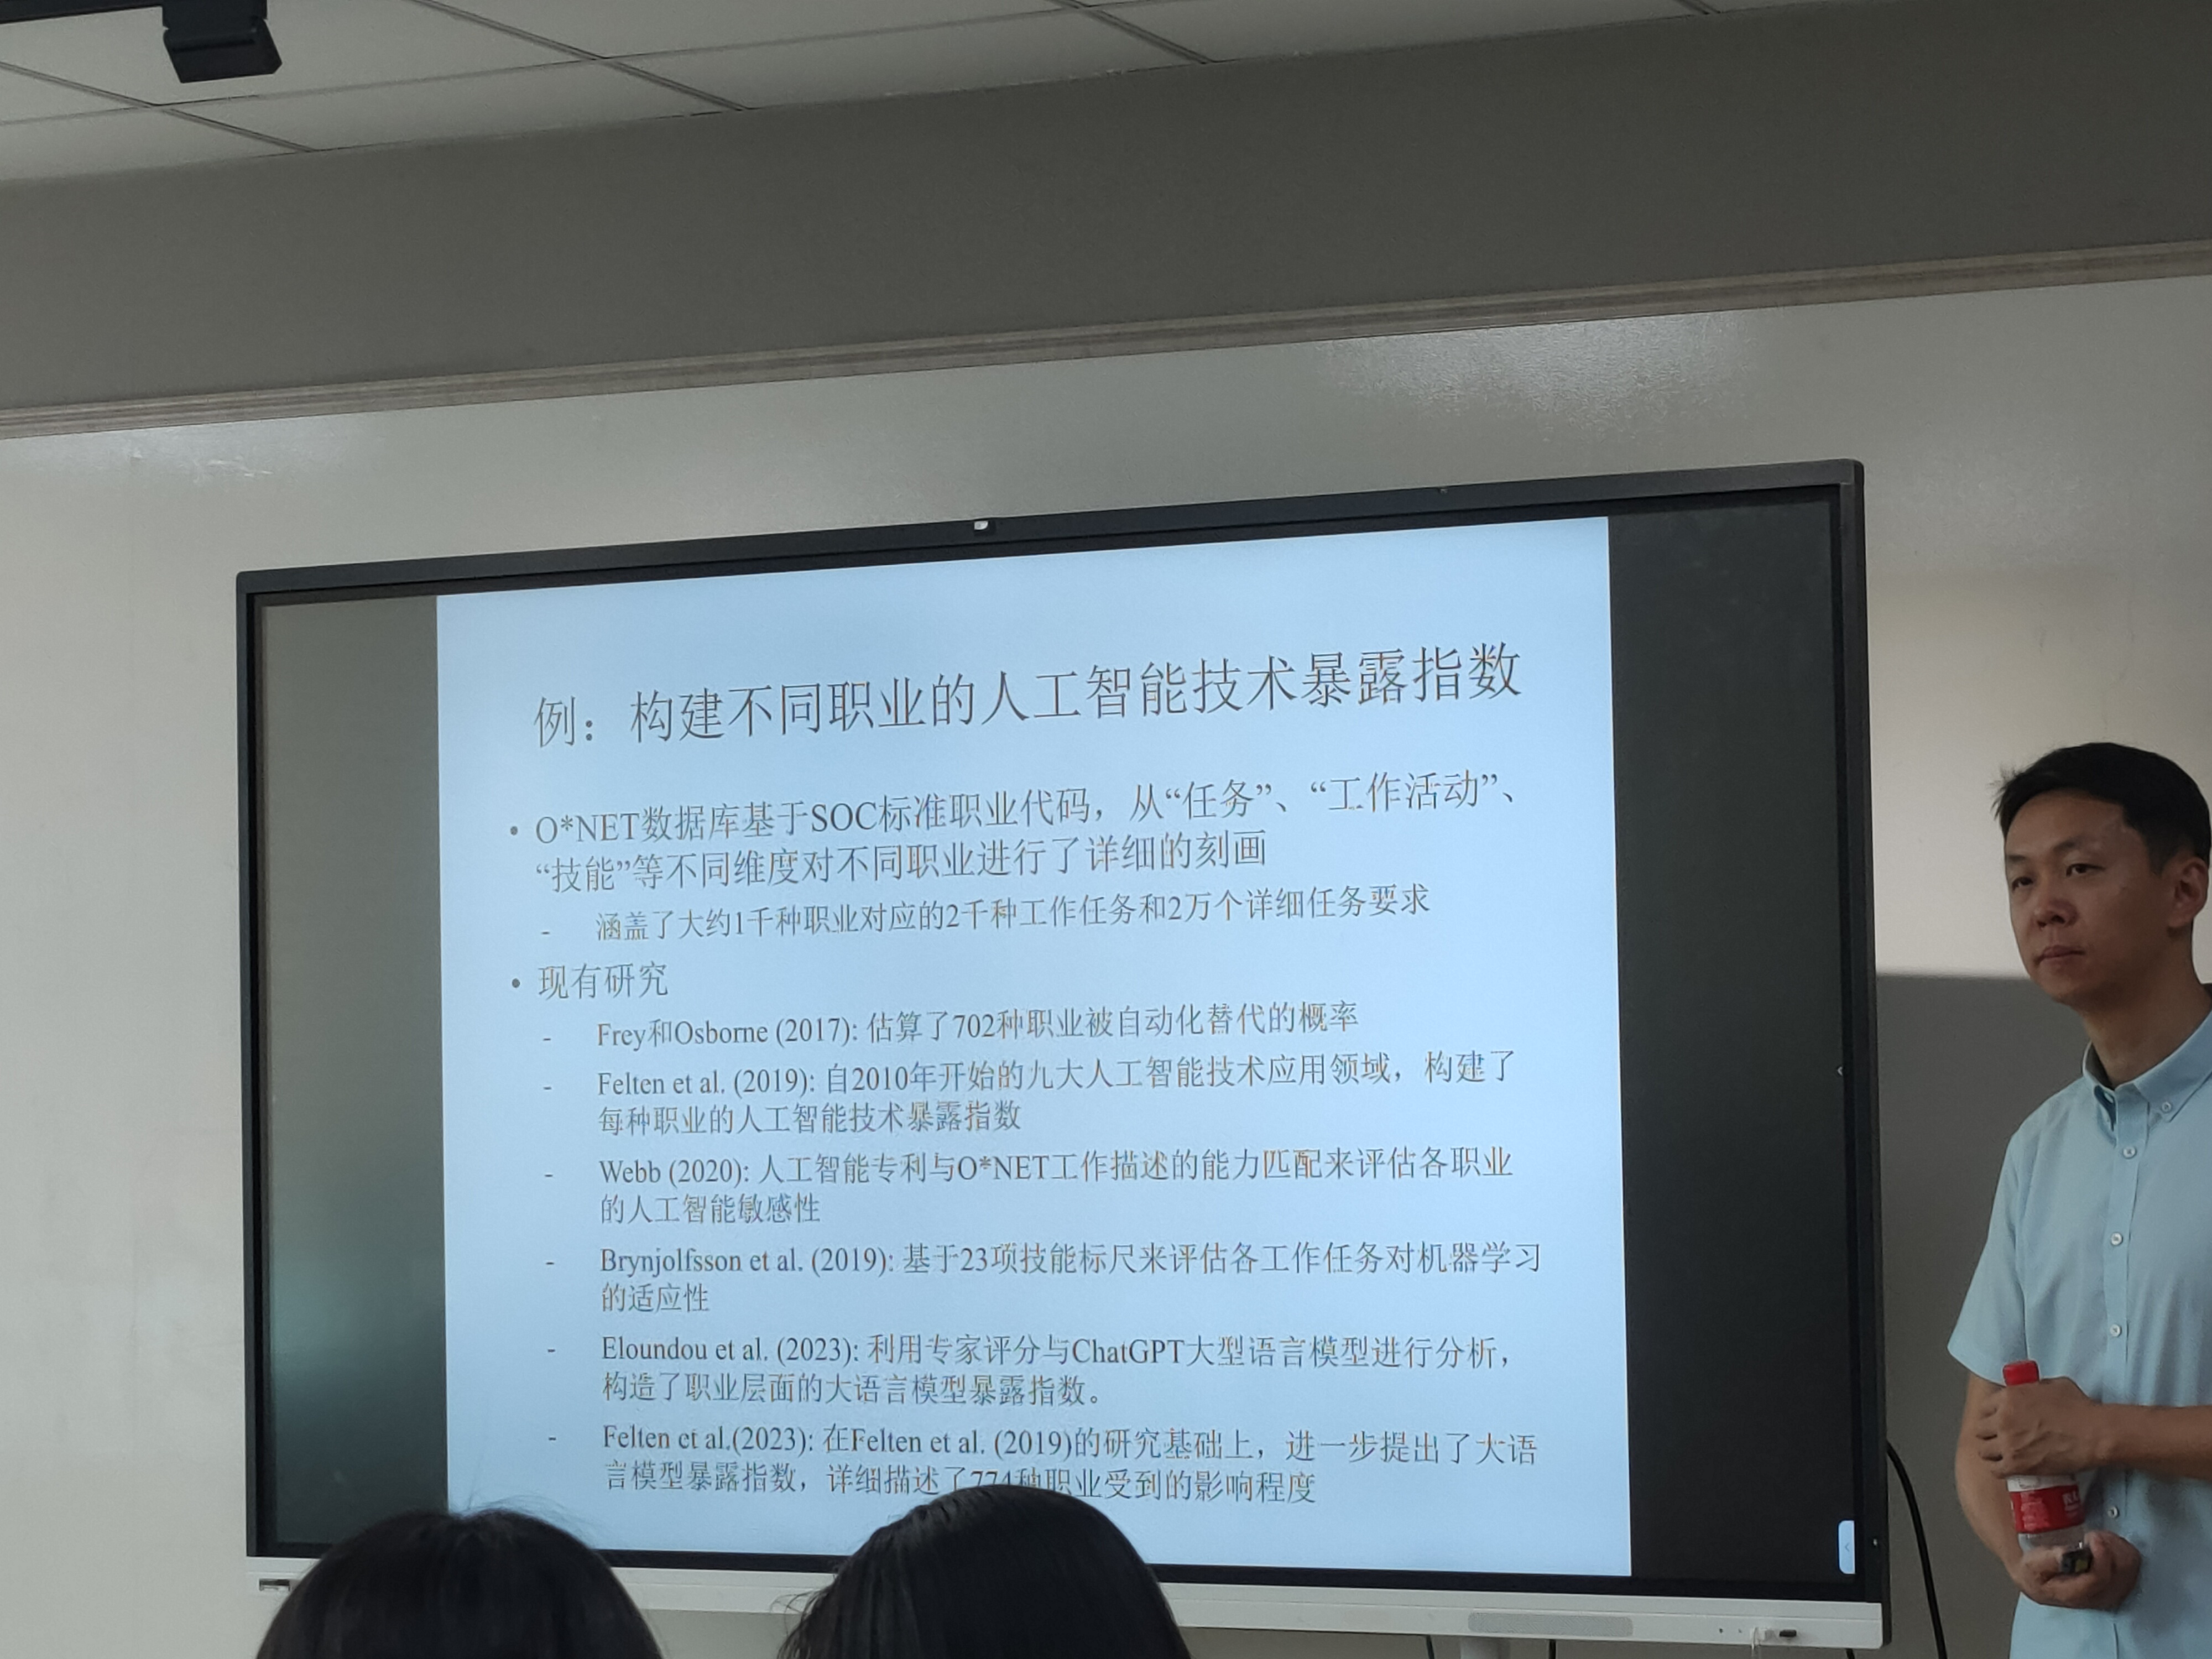 例：构建不同职业的人工智能技术暴露指数
• O*NET数据库基于SOC标准职业代码，从“任务”、“工作活动”、
“技能”等不同维度对不同职业进行了详细的刻画
- 涵盖了大约1千种职业对应的2千种工作任务和2万个详细任务要求
• 现有研究
- Frey和Osborne (2017): 估算了702种职业被自动化替代的概率
- Felten et al. (2019): 自2010年开始的九大人工智能技术应用领域，构建了
每种职业的人工智能技术暴露指数
- Webb (2020): 人工智能专利与O*NET工作描述的能力匹配来评估各职业
的人工智能敏感性
- Brynjolfsson et al. (2019): 基于23项技能标尺来评估各工作任务对机器学习
的适应性
- Eloundou et al. (2023): 利用专家评分与ChatGPT大型语言模型进行分析，
构造了职业层面的大语言模型暴露指数。
- Felten et al.(2023): 在Felten et al. (2019)的研究基础上，进一步提出了大语
言模型暴露指数，详细描述了774种职业受到的影响程度